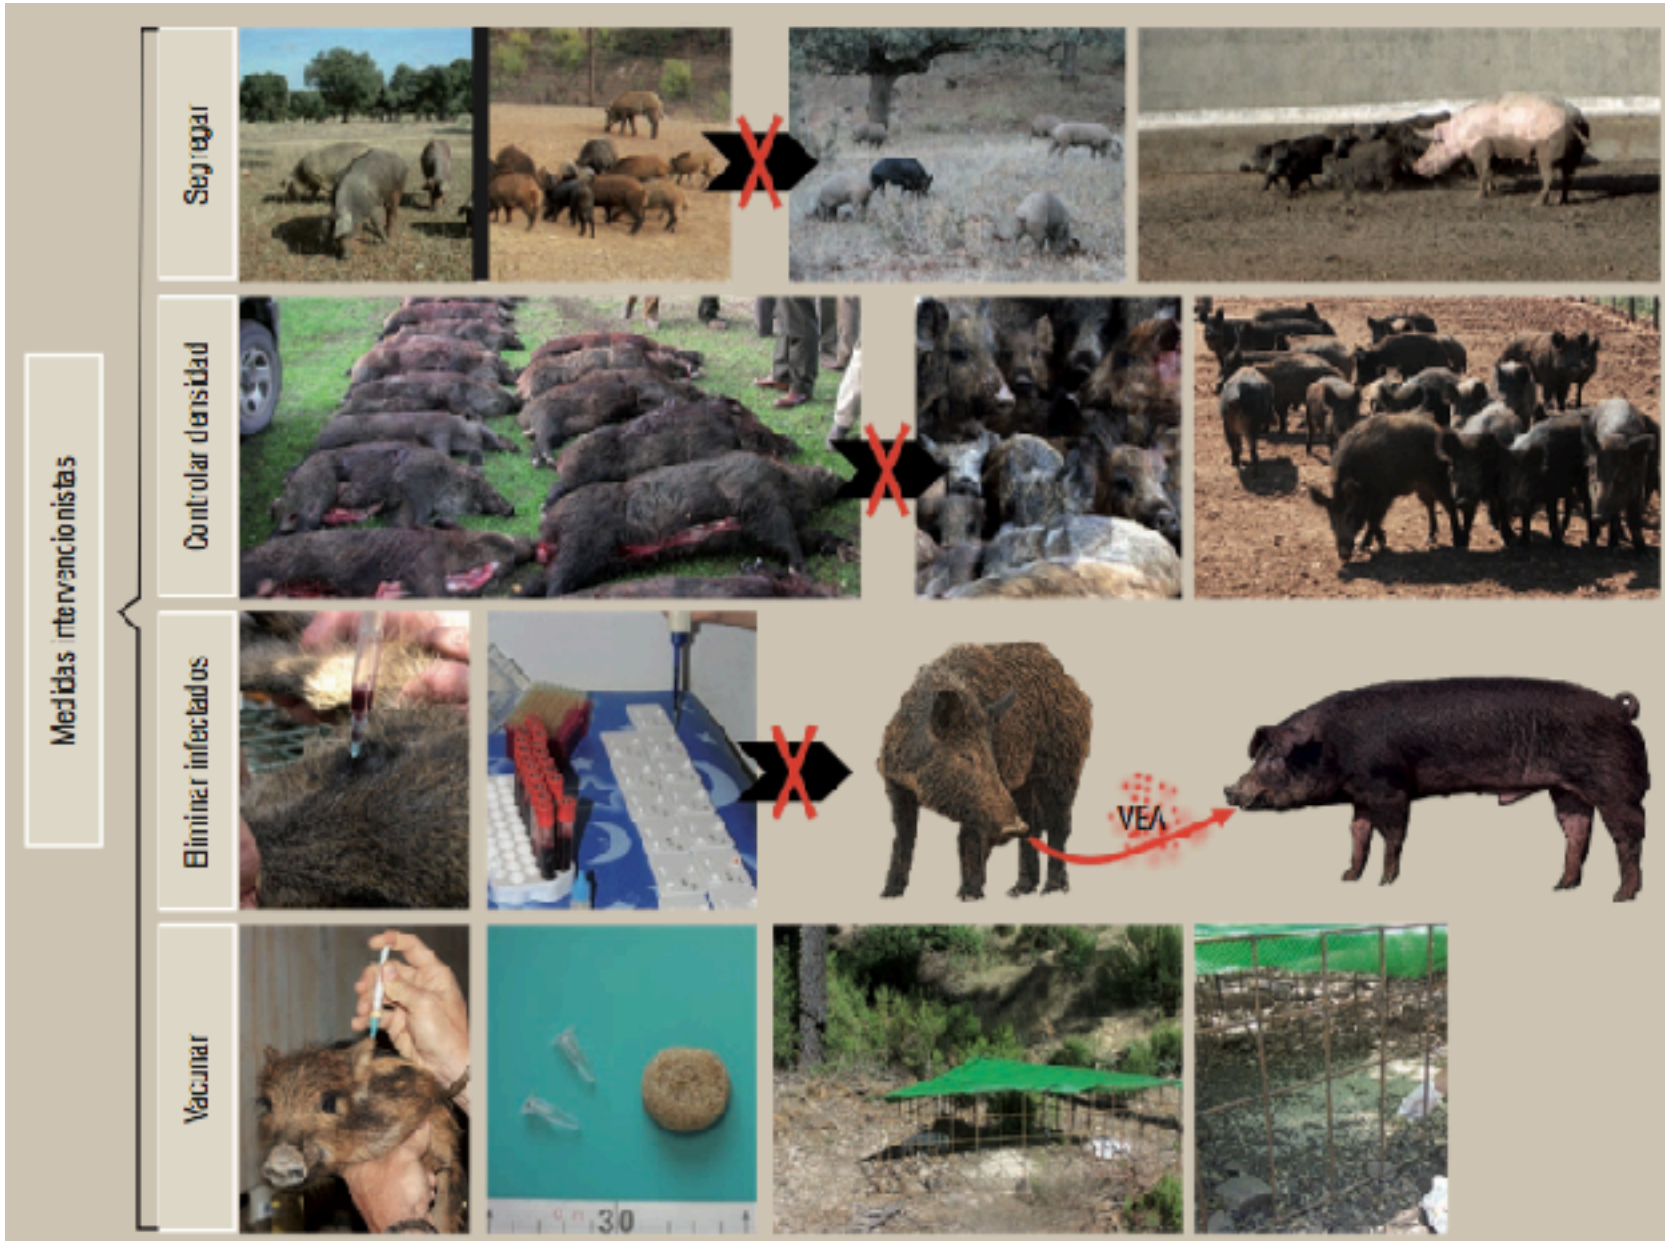 Medidas intervencionistas
Segregar
Controlar densidad
Eliminar infectados
VEA
Vacunar
30